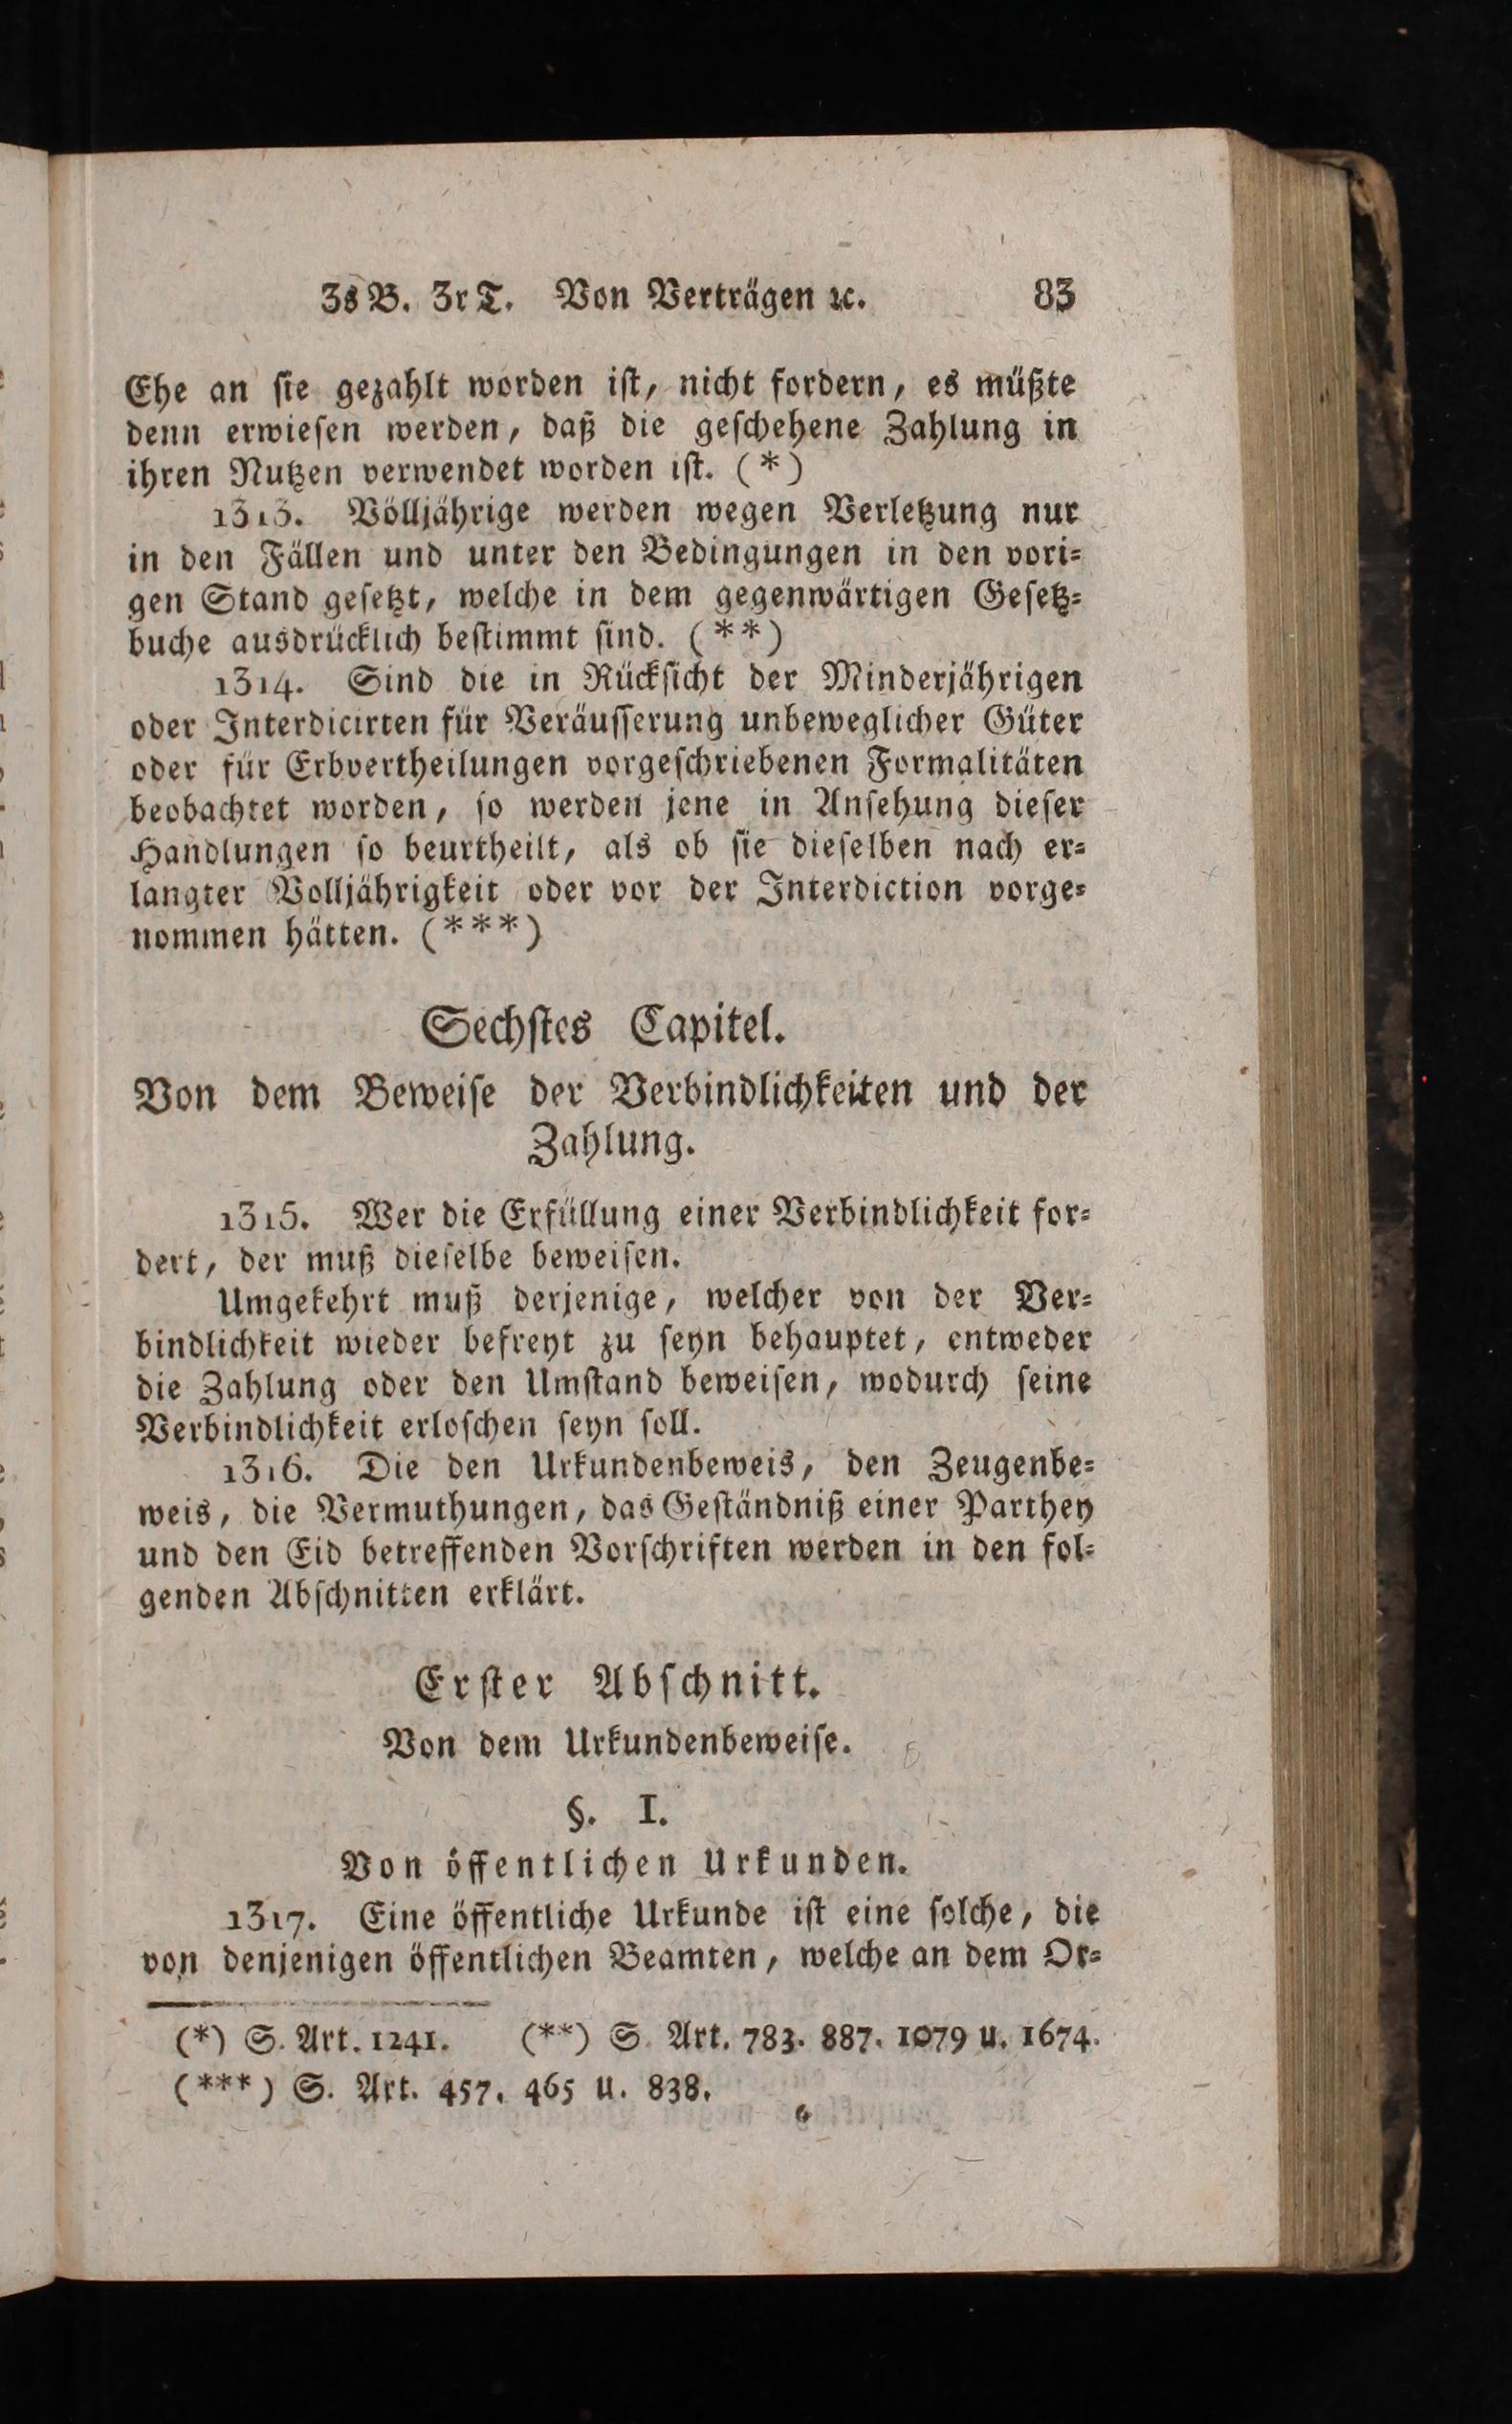 3s B. 3r T. Von Verträgen ꝛc. 83
Ehe an ſie gezahlt worden iſt, nicht fordern, es müßte
denn erwieſen werden, daß die geſchehene Zahlung in
ihren Nutzen verwendet worden iſt. (*)
1313. Völljährige werden wegen Verletzung nur
in den Fällen und unter den Bedingungen in den vori⸗
gen Stand geſetzt, welche in dem gegenwärtigen Geſetz⸗
buche ausdrücklich beſtimmt ſind. (**)
1314. Sind die in Rückſicht der Minderjährigen
oder Interdicirten für Veräuſſerung unbeweglicher Güter
oder für Erbvertheilungen vorgeſchriebenen Formalitäten
beobachtet worden, ſo werden jene in Anſehung dieſer
Handlungen ſo beurtheilt, als ob ſie dieſelben nach er⸗
langter Volljährigkeit oder vor der Interdiction vorge⸗
nommen hätten. (***)
Sechſtes Capitel.
Von dem Beweiſe der Verbindlichkeiten und der
Zahlung.
1315. Wer die Erfüllung einer Verbindlichkeit for⸗
dert, der muß dieſelbe beweiſen.
Umgekehrt muß derjenige, welcher von der Ver⸗
bindlichkeit wieder befreyt zu ſeyn behauptet, entweder
die Zahlung oder den Umſtand beweiſen, wodurch ſeine
Verbindlichkeit erloſchen ſeyn ſoll.
1316. Die den Urkundenbeweis, den Zeugenbe⸗
weis, die Vermuthungen, das Geſtändniß einer Parthey
und den Eid betreffenden Vorſchriften werden in den fol⸗
genden Abſchnitten erklärt.
Erſter Abſchnitt.
Von dem Urkundenbeweiſe.
§. I.
Von öffentlichen Urkunden.
1317. Eine öffentliche Urkunde iſt eine ſolche, die
von denjenigen öffentlichen Beamten, welche an dem Or⸗
(*) S. Art. 1241. (**) S. Art. 783. 887. 1079 u. 1674.
(***) S. Art. 457. 465 u. 838.